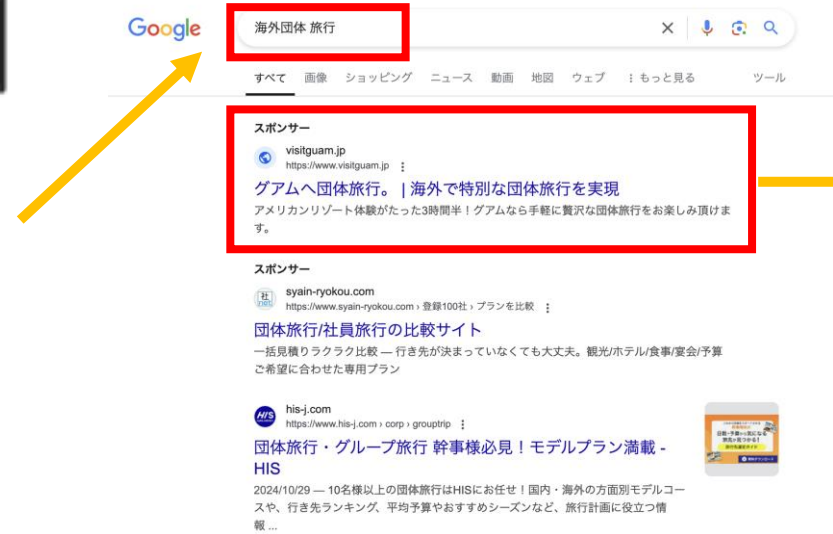 Google
海外団体 旅行
すべて 画像 ショッピング ニュース 動画 地図 ウェブ : もっと見る ツール
スポンサー
visitguam.jp
https://www.visitguam.jp
グアムへ団体旅行。 | 海外で特別な団体旅行を実現
アメリカンリゾート体験がたった3時間半！グアムなら手軽に贅沢な団体旅行をお楽しみ頂けま
す。
スポンサー
syain-ryokou.com
https://www.syain-ryokou.com › 登録100社 › プランを比較
団体旅行/社員旅行の比較サイト
一括見積りラクラク比較 — 行き先が決まっていなくても大丈夫。観光/ホテル/食事/宴会/予算
ご希望に合わせた専用プラン
HIS
his-j.com
https://www.his-j.com › corp › grouptrip
団体旅行・グループ旅行 幹事様必見！モデルプラン満載 -
HIS
2024/10/29 — 10名様以上の団体旅行はHISにお任せ！国内・海外の方面別モデルコー
スや、行き先ランキング、平均予算やおすすめシーズンなど、旅行計画に役立つ情
報 ...